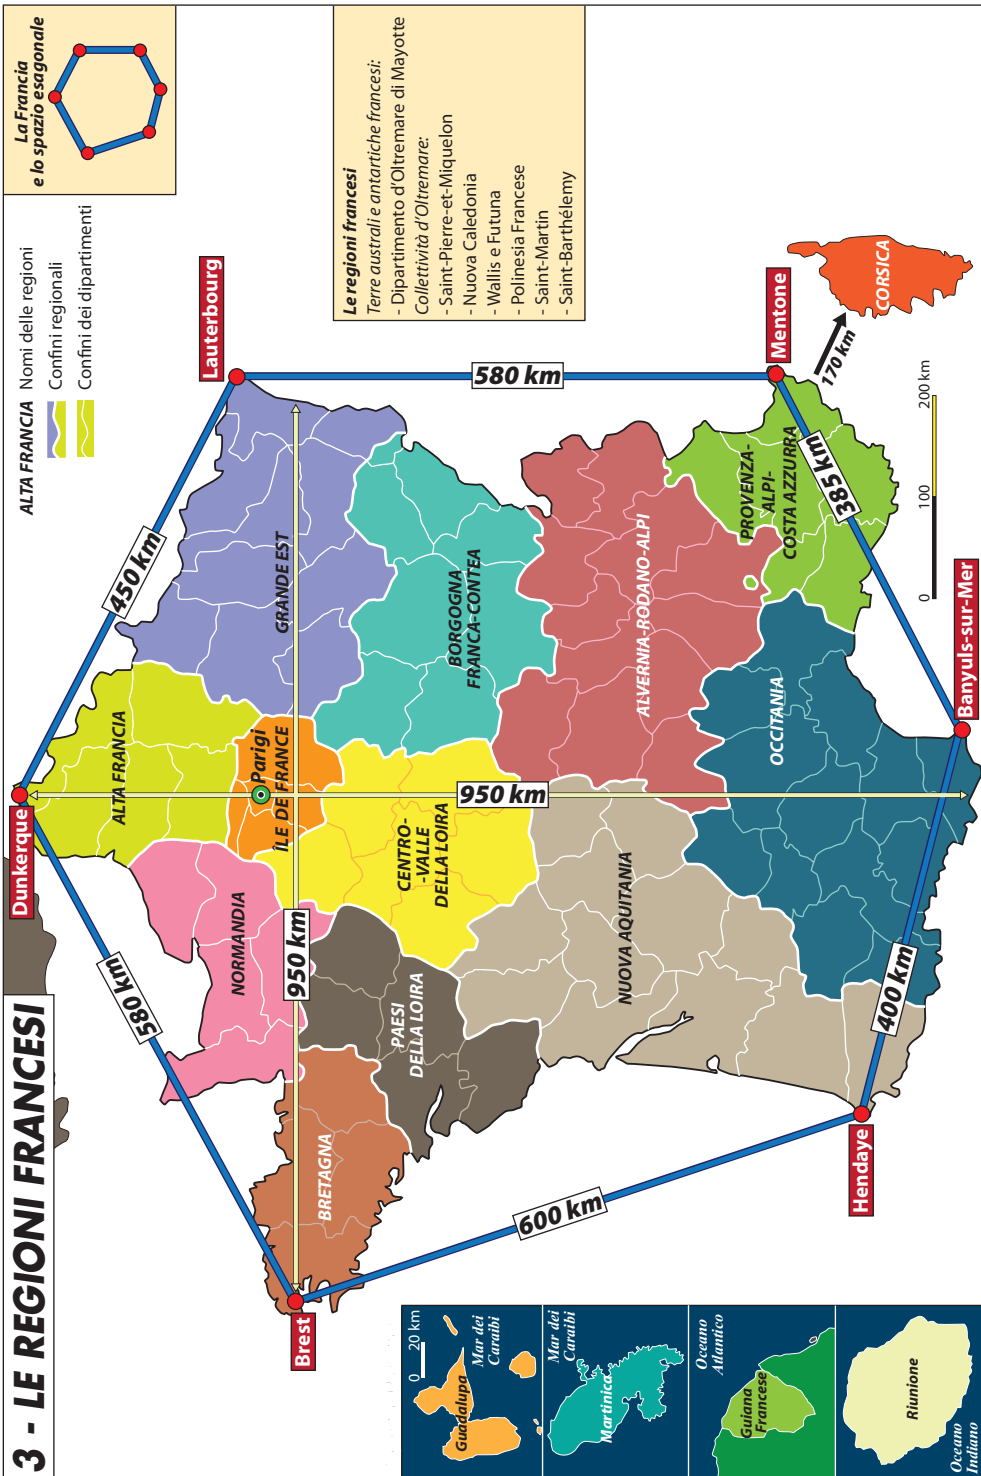 3 - LE REGIONI FRANCESI
ALTA FRANCIA Nomi delle regioni
Confini regionali
Confini dei dipartimenti
La Francia
e lo spazio esagonale
Dunkerque
450 km
Lauterbourg
580 km
580 km
Mentone
385 km
Banyuls-sur-Mer
400 km
Hendaye
600 km
Brest
950 km
950 km
170 km
ALTA FRANCIA
Parigi
ÎLE DE FRANCE
NORMANDIA
GRANDE EST
BRETAGNA
PAESI
DELLA LOIRA
CENTRO-
-VALLE
DELLA LOIRA
BORGOGNA
FRANCA-CONTEA
NUOVA AQUITANIA
ALVERNIA-RODANO-ALPI
OCCITANIA
PROVENZA-
ALPI-
COSTA AZZURRA
CORSICA
0 100 200 km
Le regioni francesi
Terre australi e antartiche francesi:
- Dipartimento d'Oltremare di Mayotte
Collettività d'Oltremare:
- Saint-Pierre-et-Miquelon
- Nuova Caledonia
- Wallis e Futuna
- Polinesia Francese
- Saint-Martin
- Saint-Barthélemy
0 20 km
Guadalupa
Mar dei
Caraibi
Martinica
Mar dei
Caraibi
Oceano
Atlantico
Guiana
Francese
Riunione
Oceano
Indiano